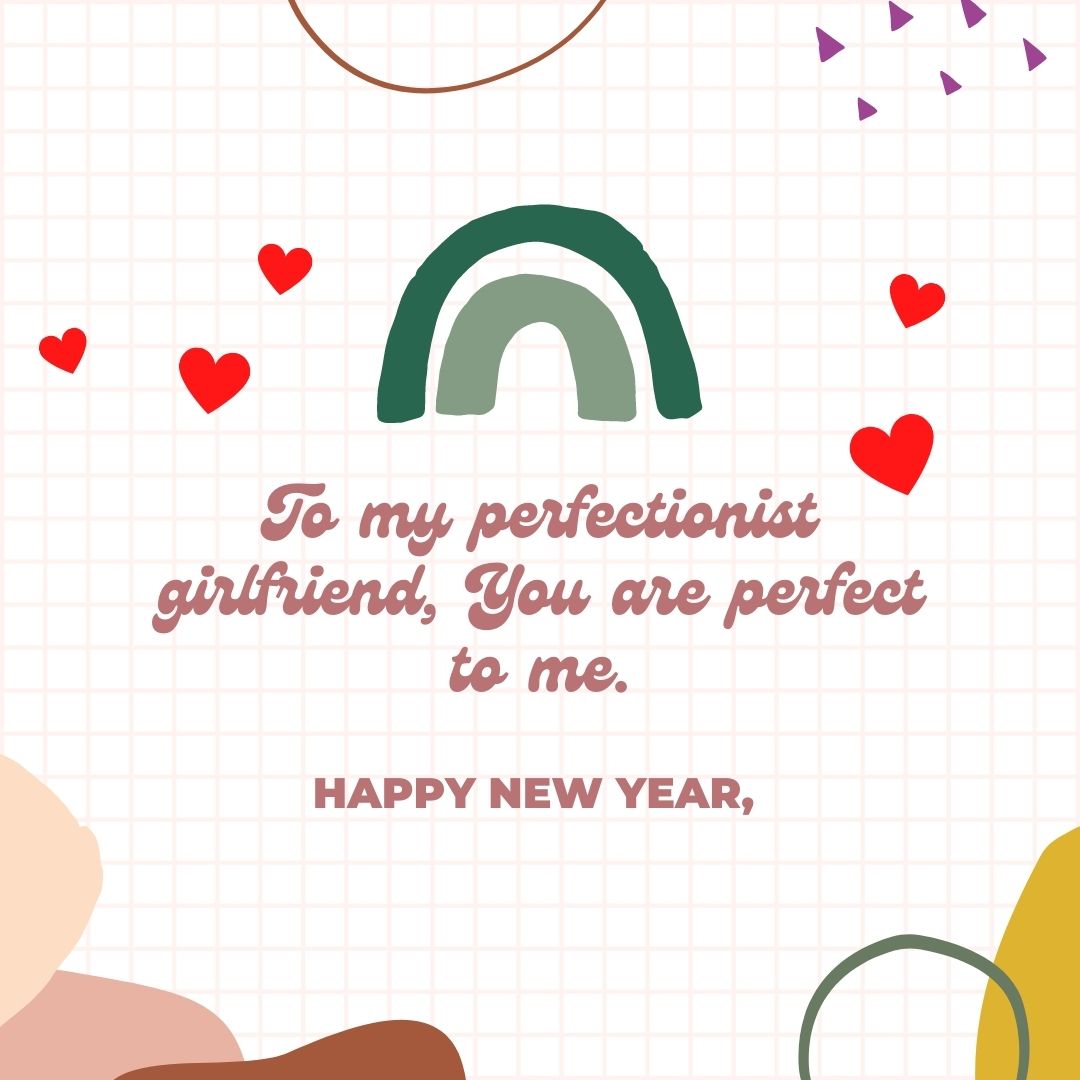 To my perfectionist
girlfriend, You are perfect
to me.
HAPPY NEW YEAR,